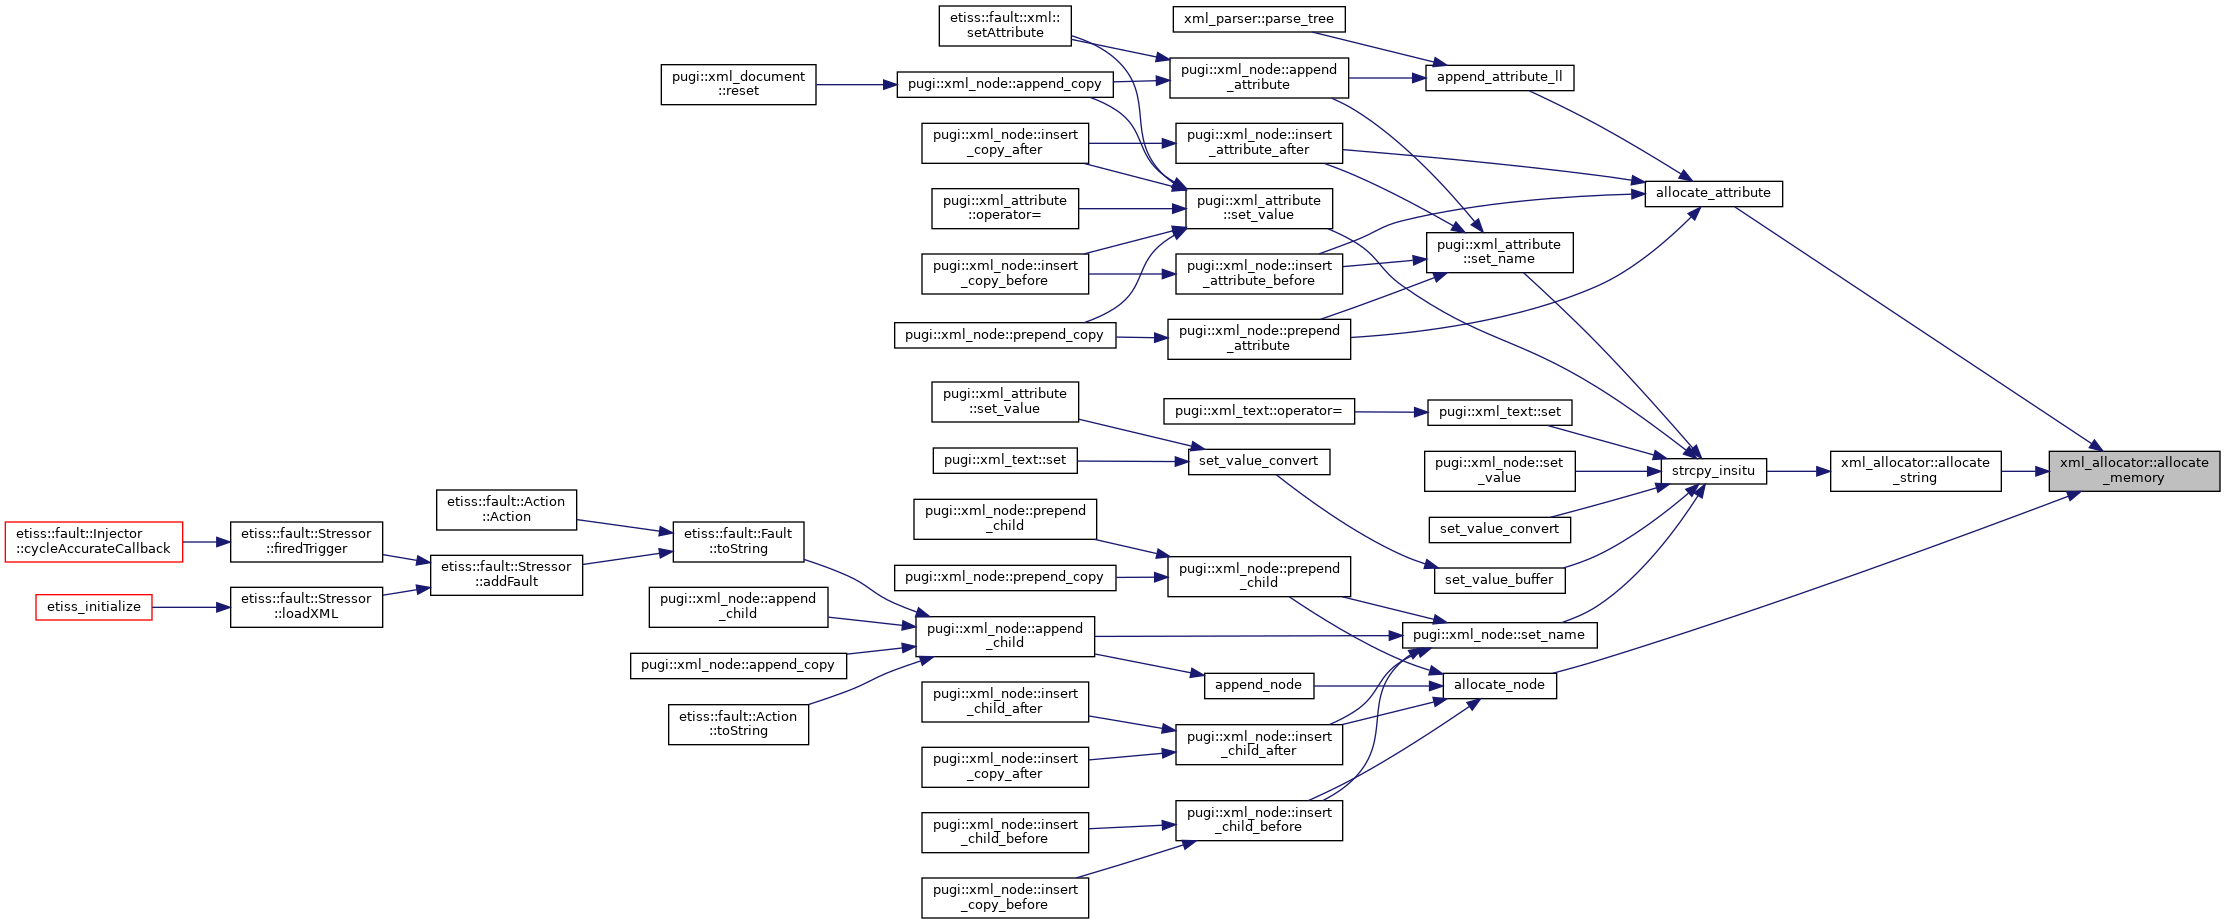 etiss::fault::xml::
setAttribute
xml_parser::parse_tree
pugi::xml_document
::reset
pugi::xml_node::append_copy
pugi::xml_node::append
_attribute
append_attribute_ll
pugi::xml_node::insert
_copy_after
pugi::xml_node::insert
_attribute_after
pugi::xml_attribute
::operator=
pugi::xml_attribute
::set_value
allocate_attribute
pugi::xml_node::insert
_copy_before
pugi::xml_node::insert
_attribute_before
pugi::xml_attribute
::set_name
pugi::xml_node::prepend_copy
pugi::xml_node::prepend
_attribute
pugi::xml_attribute
::set_value
pugi::xml_text::operator=
pugi::xml_text::set
pugi::xml_text::set
set_value_convert
pugi::xml_node::set
_value
strcpy_insitu
xml_allocator::allocate
_string
xml_allocator::allocate
_memory
etiss::fault::Action
::Action
pugi::xml_node::prepend
_child
set_value_convert
etiss::fault::Injector
::cycleAccurateCallback
etiss::fault::Stressor
::firedTrigger
etiss::fault::Fault
::toString
etiss::fault::Stressor
::addFault
pugi::xml_node::prepend_copy
pugi::xml_node::prepend
_child
set_value_buffer
etiss_initialize
etiss::fault::Stressor
::loadXML
pugi::xml_node::append
_child
pugi::xml_node::append
_child
pugi::xml_node::set_name
pugi::xml_node::append_copy
append_node
allocate_node
etiss::fault::Action
::toString
pugi::xml_node::insert
_child_after
pugi::xml_node::insert
_child_after
pugi::xml_node::insert
_copy_after
pugi::xml_node::insert
_child_before
pugi::xml_node::insert
_child_before
pugi::xml_node::insert
_copy_before